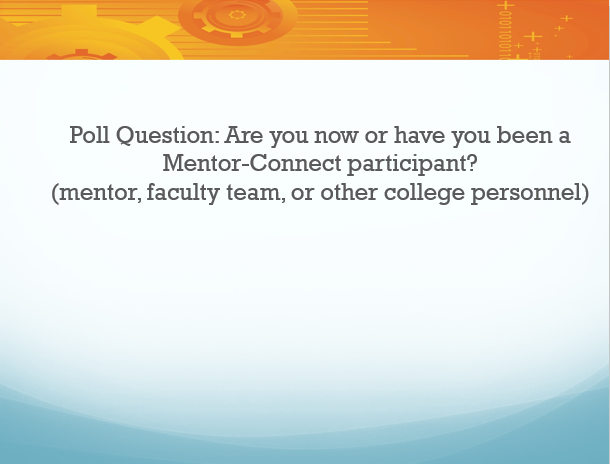 Poll Question: Are you now or have you been a
Mentor-Connect participant?
(mentor, faculty team, or other college personnel)